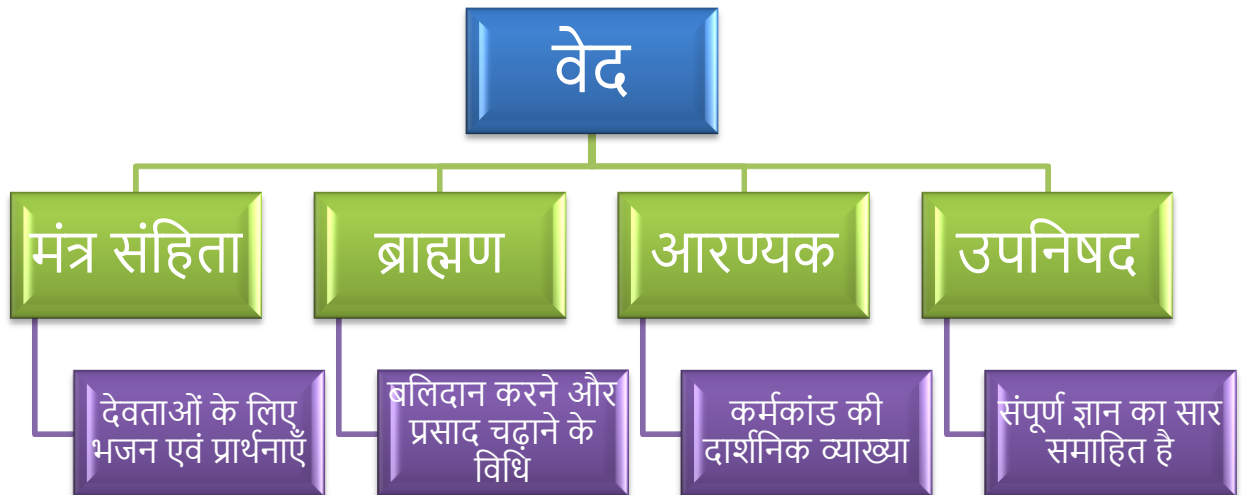 वेद
मंत्र संहिता
ब्राह्मण
आरण्यक
उपनिषद
देवताओं के लिए
भजन एवं प्रार्थनाएँ
बलिदान करने और
प्रसाद चढ़ाने के
विधि
कर्मकांड की
दार्शनिक व्याख्या
संपूर्ण ज्ञान का सार
समाहित है